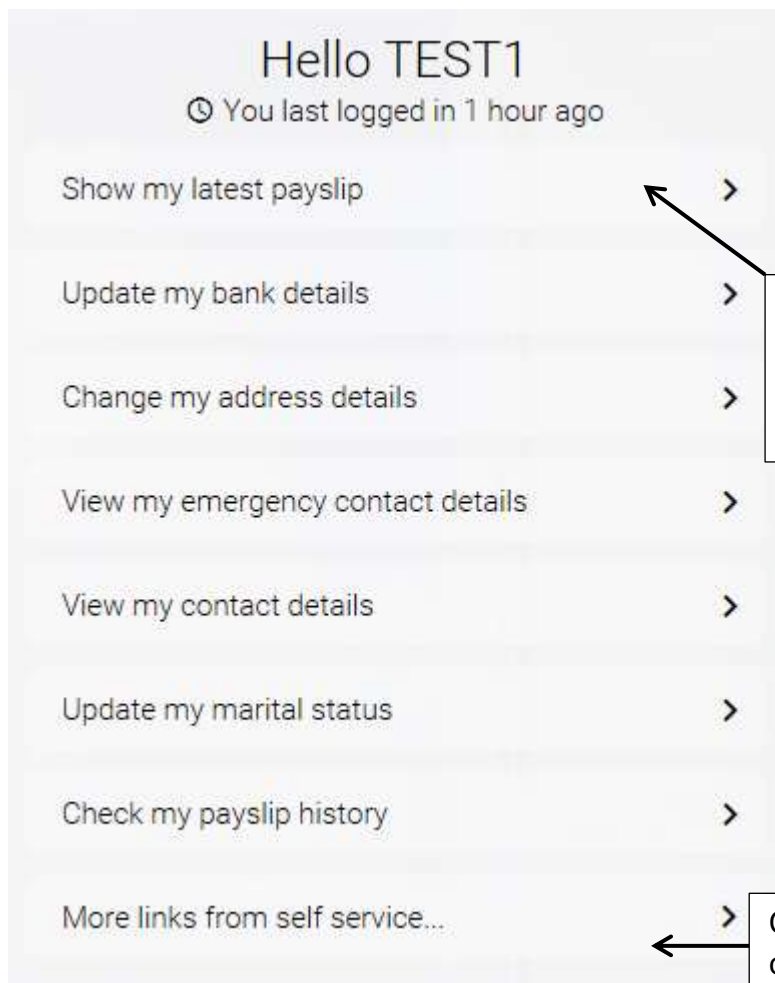 Hello TEST1
You last logged in 1 hour ago
Show my latest payslip
Update my bank details
Change my address details
View my emergency contact details
View my contact details
Update my marital status
Check my payslip history
More links from self service...